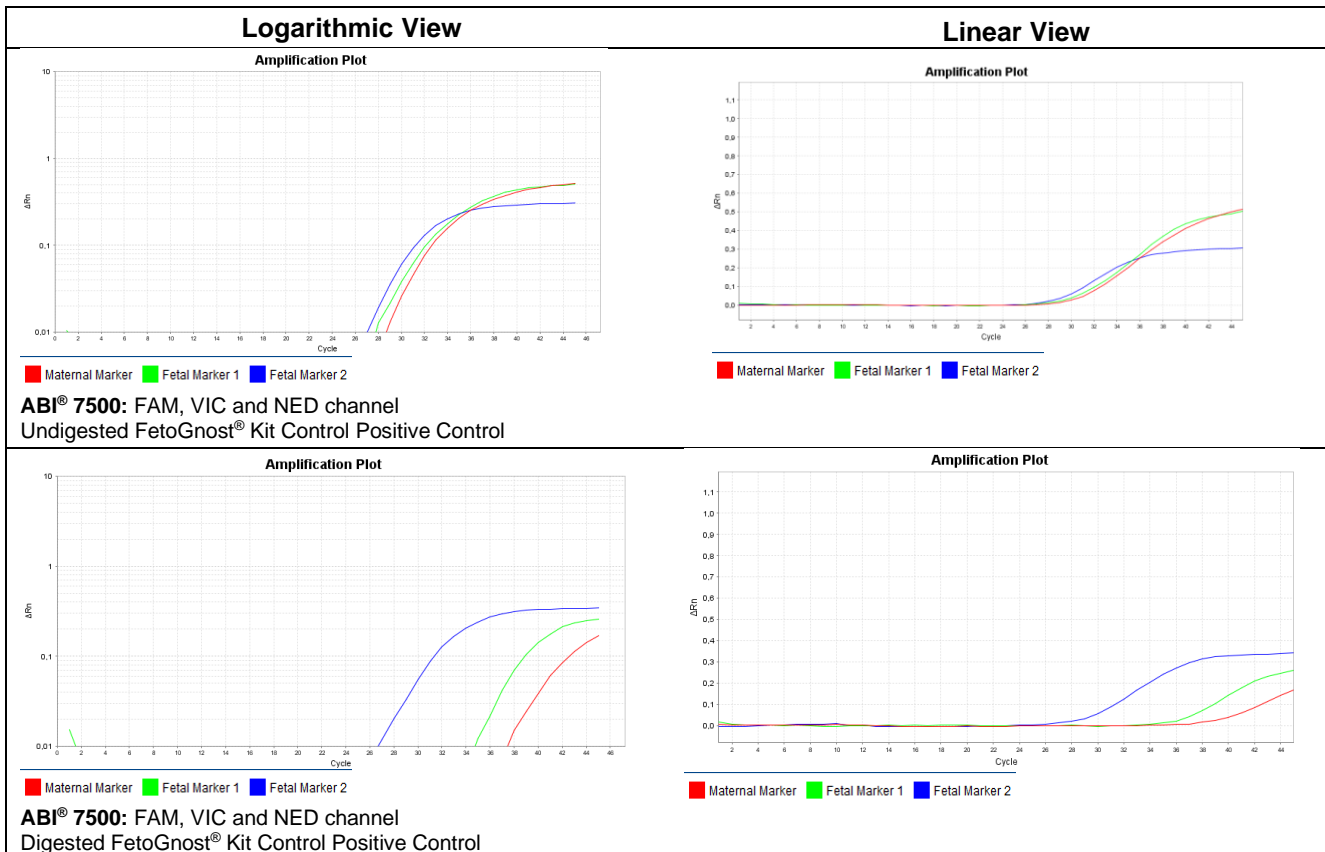 Logarithmic View
Linear View
Amplification Plot
10
1
0,1
0,01
ΔRn
0 2 4 6 8 10 12 14 16 18 20 22 24 26 28 30 32 34 36 38 40 42 44 46
Cycle
Maternal Marker Fetal Marker 1 Fetal Marker 2
ABI® 7500: FAM, VIC and NED channel
Undigested FetoGnost® Kit Control Positive Control
Amplification Plot
1,1
1,0
0,9
0,8
0,7
0,6
0,5
0,4
0,3
0,2
0,1
0,0
ΔRn
2 4 6 8 10 12 14 16 18 20 22 24 26 28 30 32 34 36 38 40 42 44
Cycle
Maternal Marker Fetal Marker 1 Fetal Marker 2
Amplification Plot
10
1
0,1
0,01
ΔRn
0 2 4 6 8 10 12 14 16 18 20 22 24 26 28 30 32 34 36 38 40 42 44 46
Cycle
Maternal Marker Fetal Marker 1 Fetal Marker 2
ABI® 7500: FAM, VIC and NED channel
Digested FetoGnost® Kit Control Positive Control
Amplification Plot
1,1
1,0
0,9
0,8
0,7
0,6
0,5
0,4
0,3
0,2
0,1
0,0
ΔRn
2 4 6 8 10 12 14 16 18 20 22 24 26 28 30 32 34 36 38 40 42 44
Cycle
Maternal Marker Fetal Marker 1 Fetal Marker 2